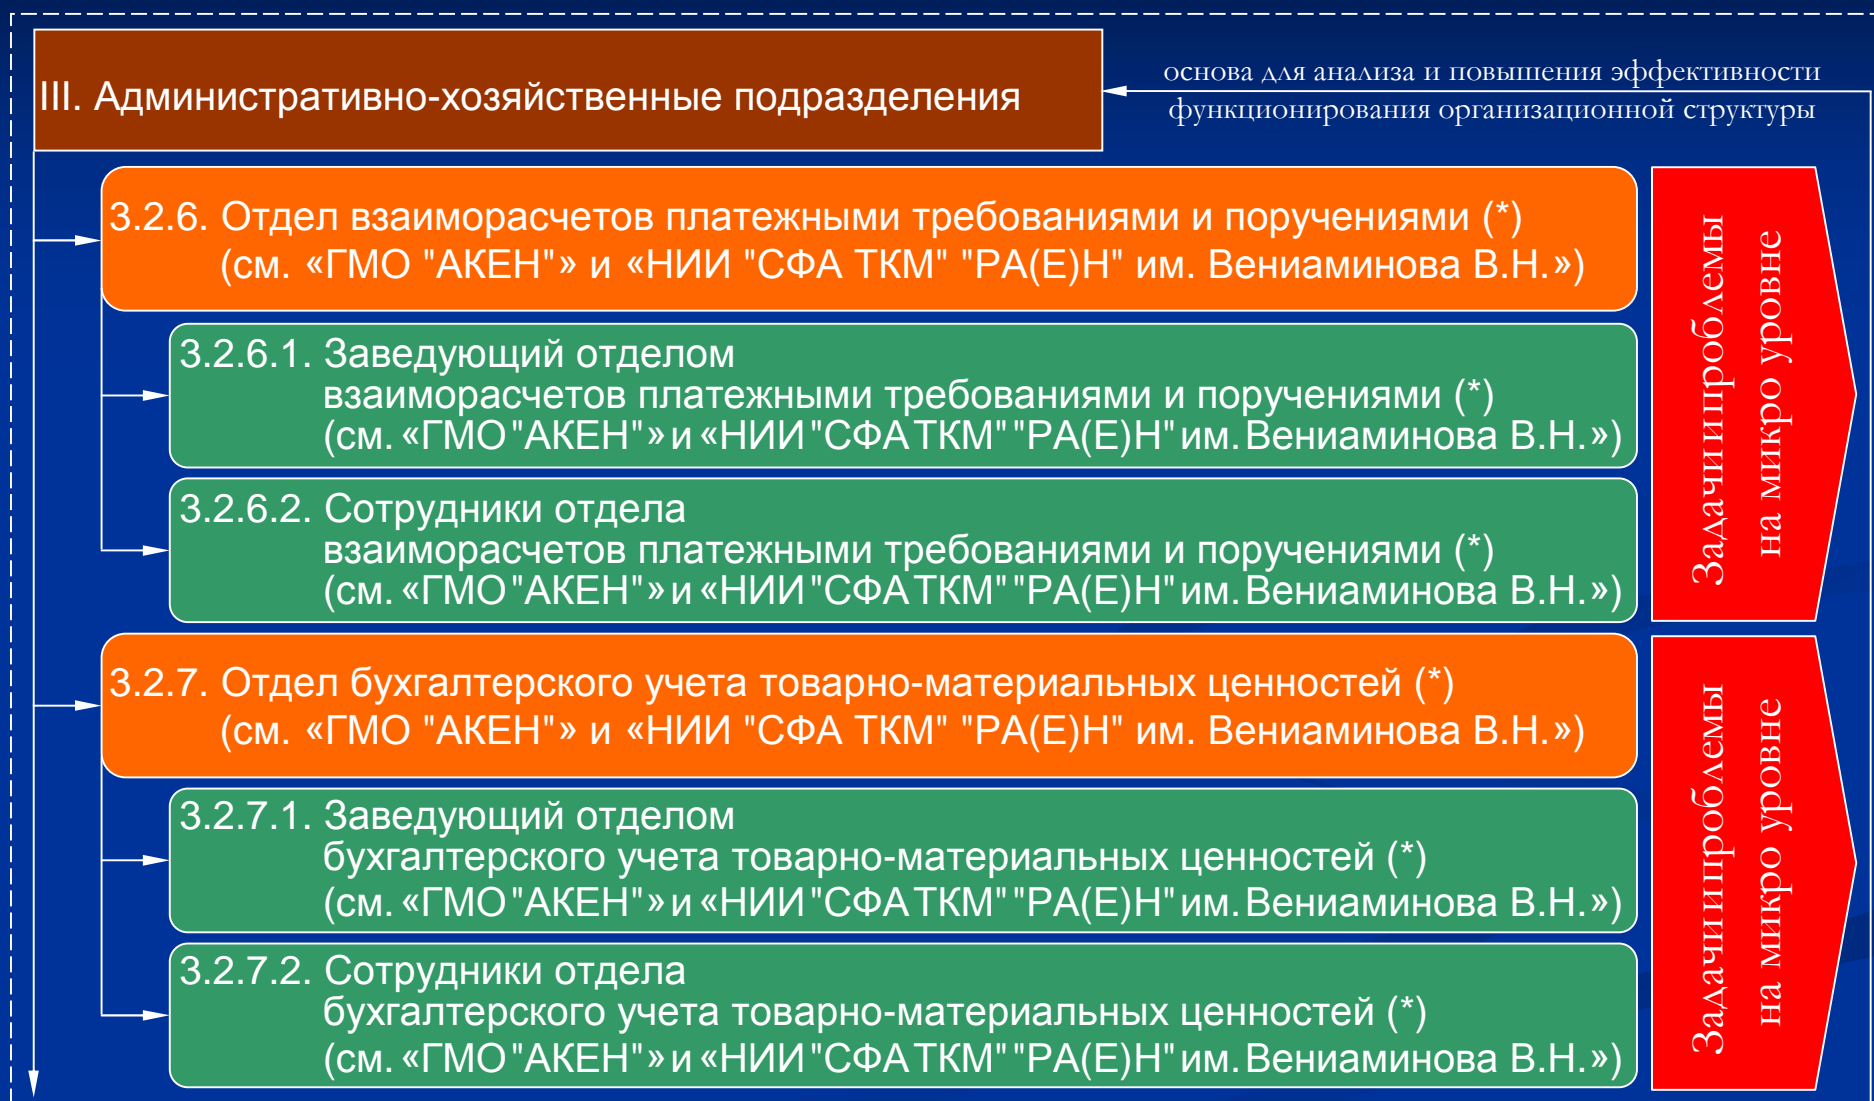 III. Административно-хозяйственные подразделения
основа для анализа и повышения эффективности
функционирования организационной структуры
3.2.6. Отдел взаиморасчетов платежными требованиями и поручениями (*)
(см. «ГМО "АКЕН"» и «НИИ "СФА ТКМ" "РА(Е)Н" им. Вениаминова В.Н.»)
3.2.6.1. Заведующий отделом
взаиморасчетов платежными требованиями и поручениями (*)
(см. «ГМО "АКЕН"» и «НИИ "СФА ТКМ" "РА(Е)Н" им. Вениаминова В.Н.»)
3.2.6.2. Сотрудники отдела
взаиморасчетов платежными требованиями и поручениями (*)
(см. «ГМО "АКЕН"» и «НИИ "СФА ТКМ" "РА(Е)Н" им. Вениаминова В.Н.»)
Задачи и проблемы
на микро уровне
3.2.7. Отдел бухгалтерского учета товарно-материальных ценностей (*)
(см. «ГМО "АКЕН"» и «НИИ "СФА ТКМ" "РА(Е)Н" им. Вениаминова В.Н.»)
3.2.7.1. Заведующий отделом
бухгалтерского учета товарно-материальных ценностей (*)
(см. «ГМО "АКЕН"» и «НИИ "СФА ТКМ" "РА(Е)Н" им. Вениаминова В.Н.»)
3.2.7.2. Сотрудники отдела
бухгалтерского учета товарно-материальных ценностей (*)
(см. «ГМО "АКЕН"» и «НИИ "СФА ТКМ" "РА(Е)Н" им. Вениаминова В.Н.»)
Задачи и проблемы
на микро уровне